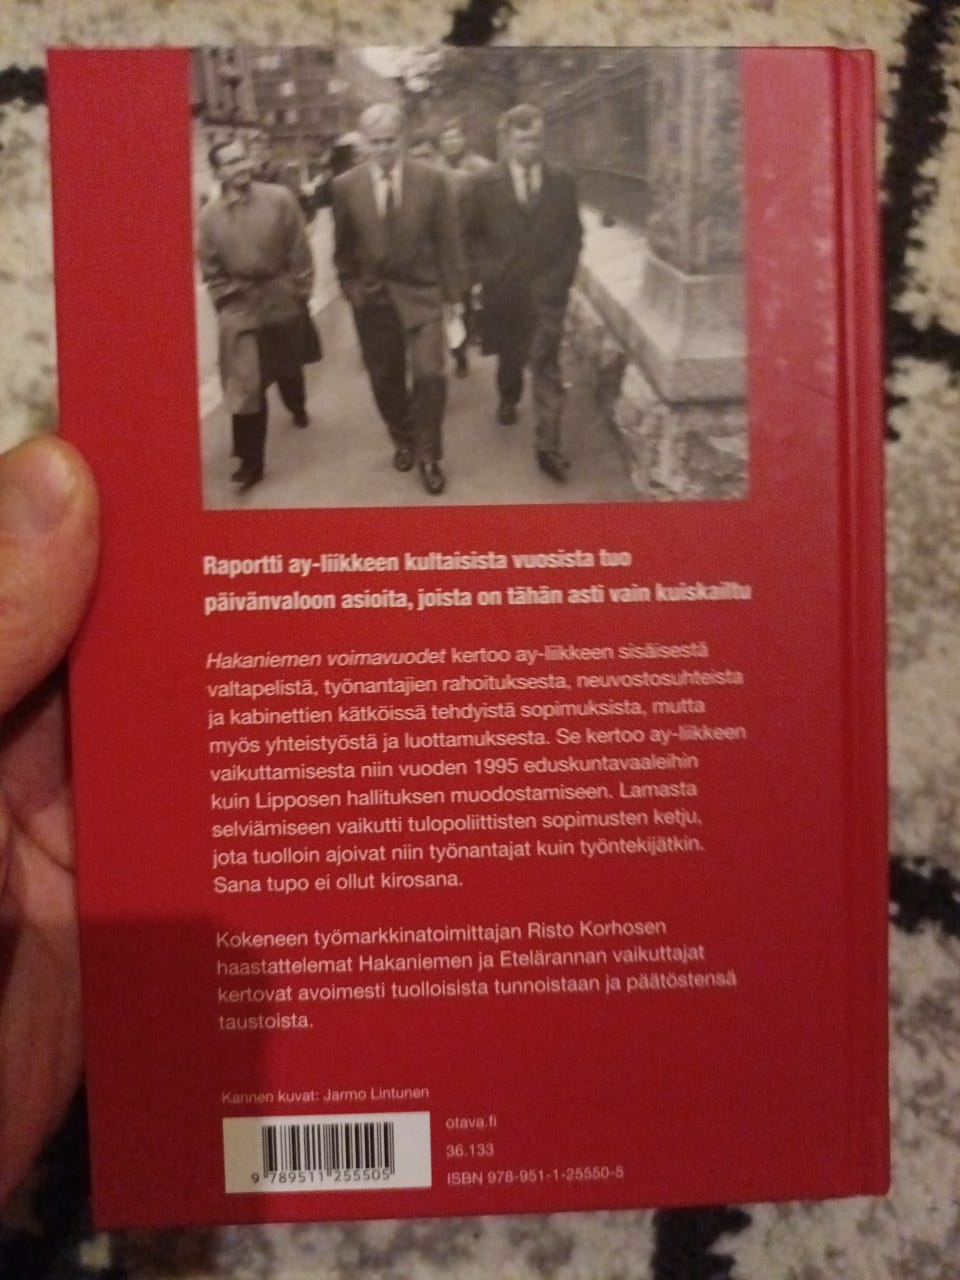 Raportti ay-liikkeen kultaisista vuosista tuo
päivänvaloon asioita, joista on tähän asti vain kuiskailtu
Hakaniemen voimavuodet kertoo ay-liikkeen sisäisestä
valtapelistä, työnantajien rahoituksesta, neuvostosuhteista
ja kabinettien kätköissä tehdyistä sopimuksista, mutta
myös yhteistyöstä ja luottamuksesta. Se kertoo ay-liikkeen
vaikuttamisesta niin vuoden 1995 eduskuntavaaleihin
kuin Lipposen hallituksen muodostamiseen. Lamasta
selviämiseen vaikutti tulopoliittisten sopimusten ketju,
jota tuolloin ajoivat niin työnantajat kuin työntekijätkin.
Sana tupo ei ollut kirosana.
Kokeneen työmarkkinatoimittajan Risto Korhosen
haastattelemat Hakaniemen ja Etelärannan vaikuttajat
kertovat avoimesti tuolloisista tunnoistaan ja päätöstensä
taustoista.
Kannen kuvat: Jarmo Lintunen
otava.fi
36.133
ISBN 978-951-1-25550-5
9 789511 255505